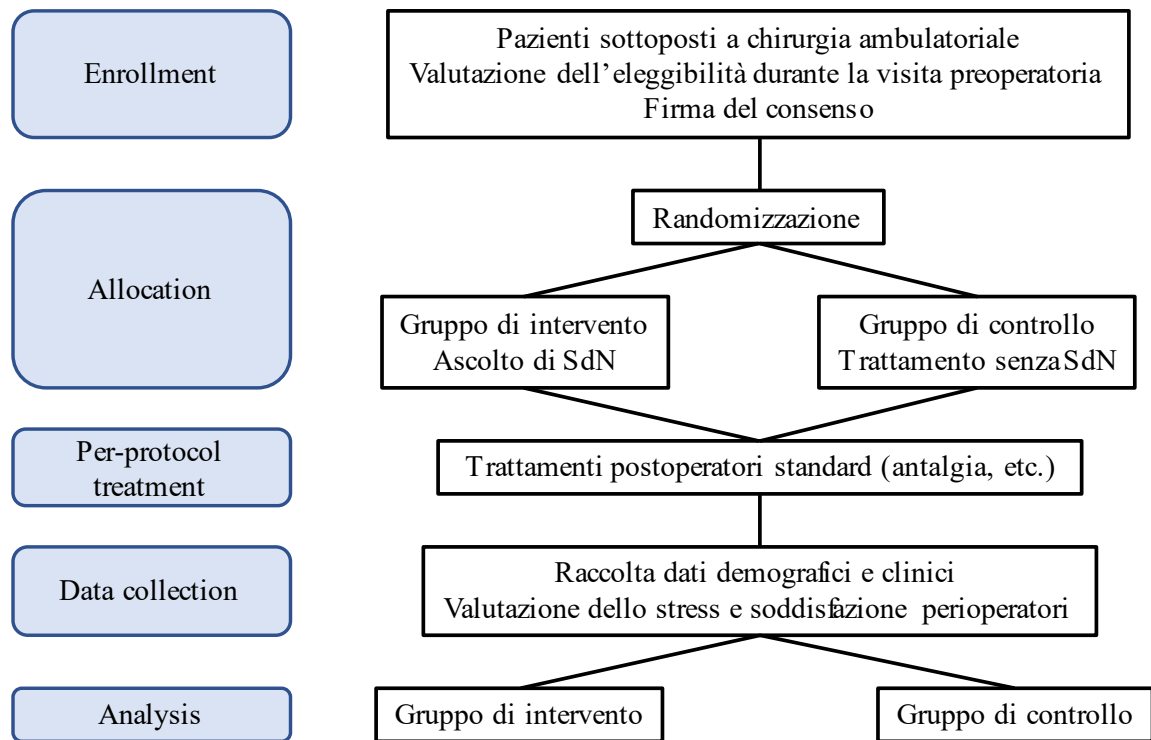 Enrollment
Pazienti sottoposti a chirurgia ambulatoriale
Valutazione dell’eleggibilità durante la visita preoperatoria
Firma del consenso
Allocation
Randomizzazione
Gruppo di intervento
Ascolto di SdN
Gruppo di controllo
Trattamento senza SdN
Per-protocol
treatment
Trattamenti postoperatori standard (antalgia, etc.)
Data collection
Raccolta dati demografici e clinici
Valutazione dello stress e soddisfazione perioperatori
Analysis
Gruppo di intervento
Gruppo di controllo